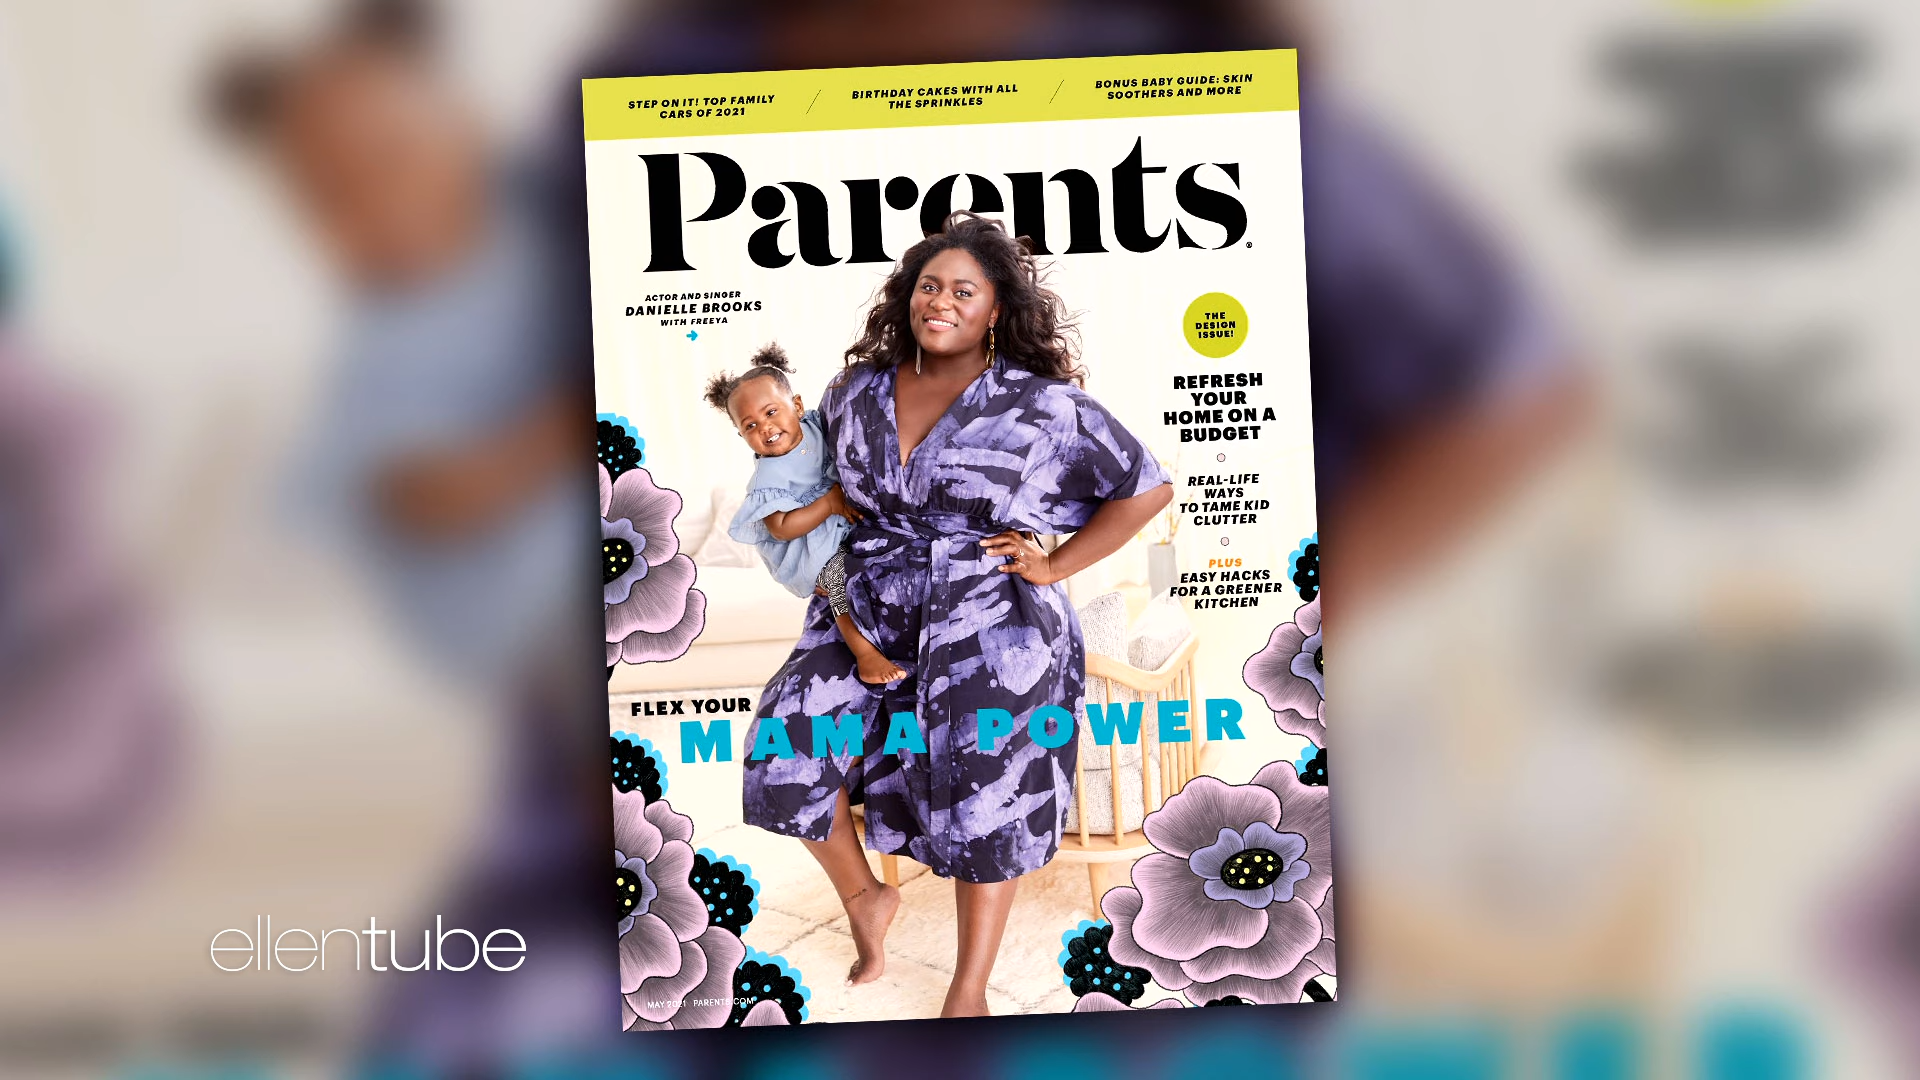 STEP ON IT! TOP FAMILY
CARS OF 2021
BIRTHDAY CAKES WITH ALL
THE SPRINKLES
BONUS BABY GUIDE: SKIN
SOOTHERS AND MORE
Parents
ACTOR AND SINGER
DANIELLE BROOKS
WITH FREEYA
THE
DESIGN
ISSUE!
REFRESH
YOUR
HOME ON A
BUDGET
REAL-LIFE
WAYS
TO TAME KID
CLUTTER
PLUS
EASY HACKS
FOR A GREENER
KITCHEN
FLEX YOUR
MAMA POWER
MAY 2021 PARENTS.COM
ellentube